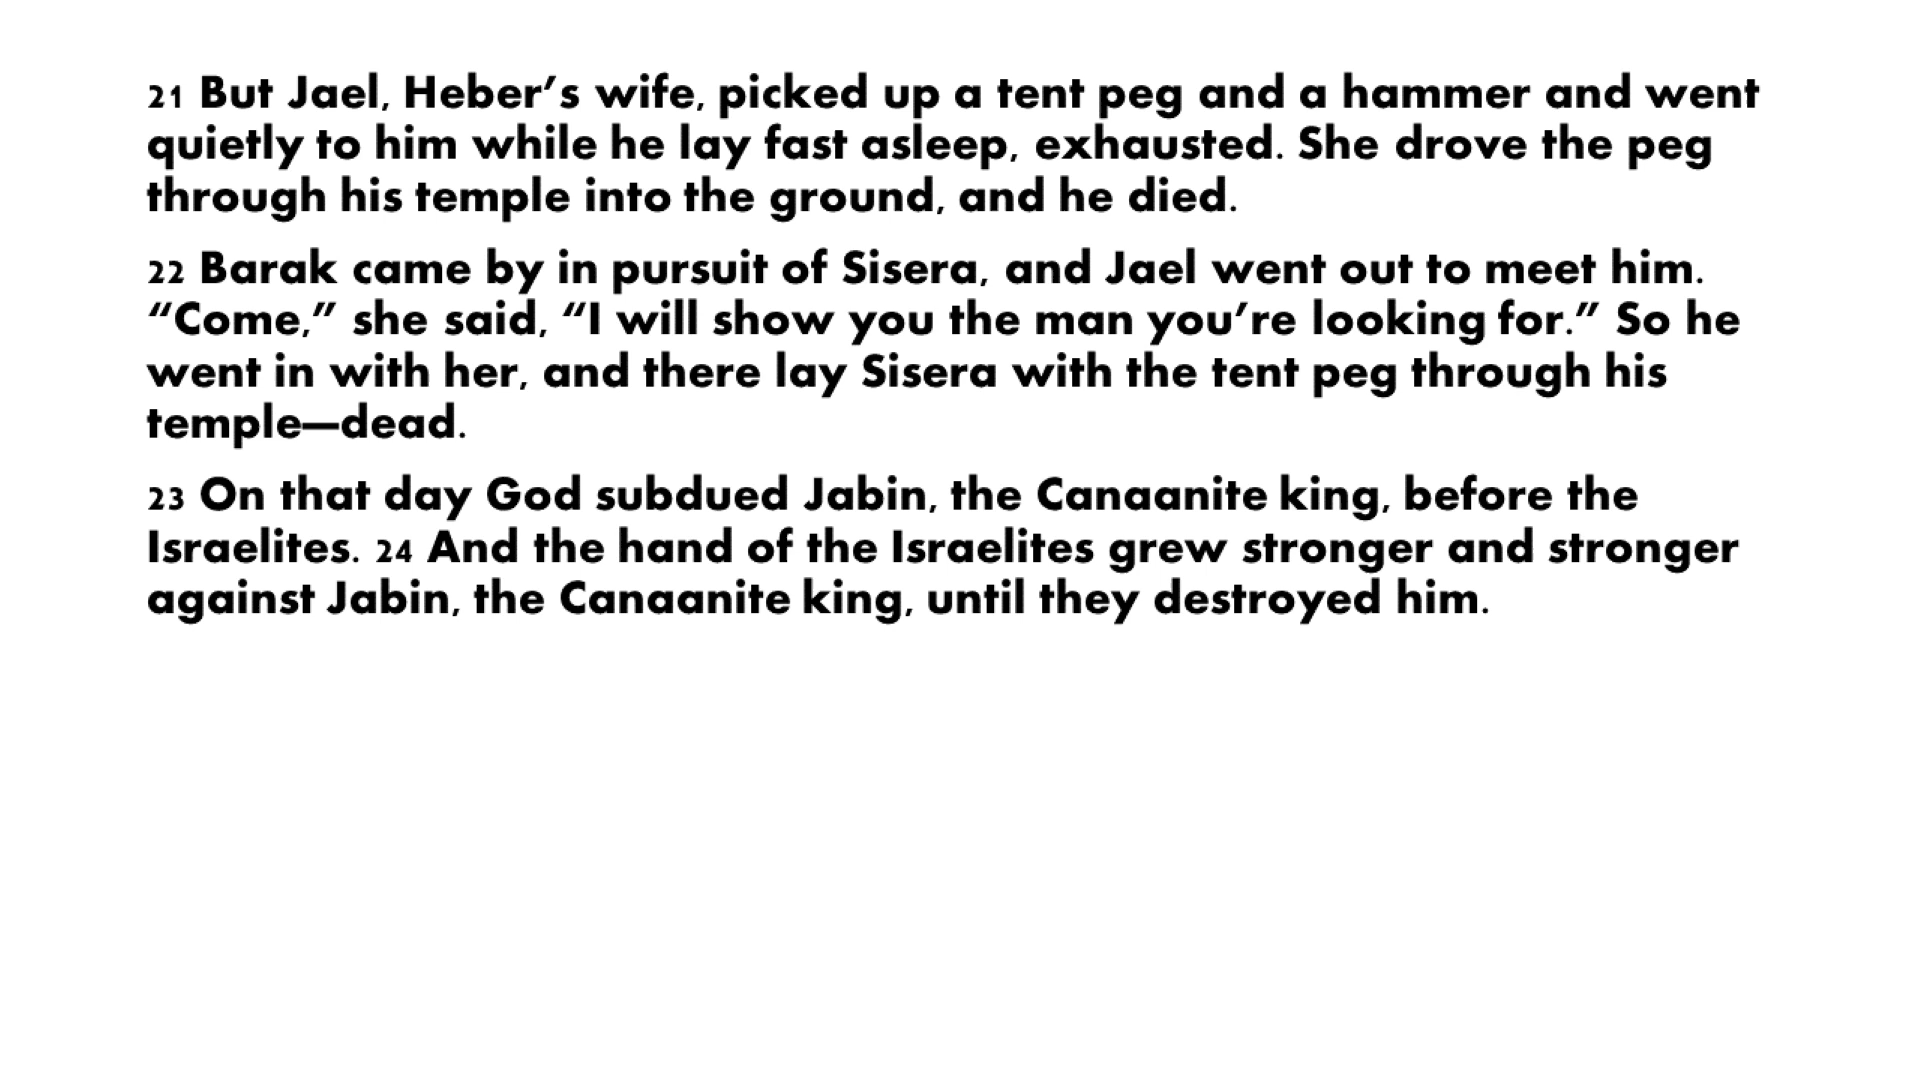 21 But Jael, Heber’s wife, picked up a tent peg and a hammer and went
quietly to him while he lay fast asleep, exhausted. She drove the peg
through his temple into the ground, and he died.
22 Barak came by in pursuit of Sisera, and Jael went out to meet him.
“Come,” she said, “I will show you the man you’re looking for.” So he
went in with her, and there lay Sisera with the tent peg through his
temple—dead.
23 On that day God subdued Jabin, the Canaanite king, before the
Israelites. 24 And the hand of the Israelites grew stronger and stronger
against Jabin, the Canaanite king, until they destroyed him.